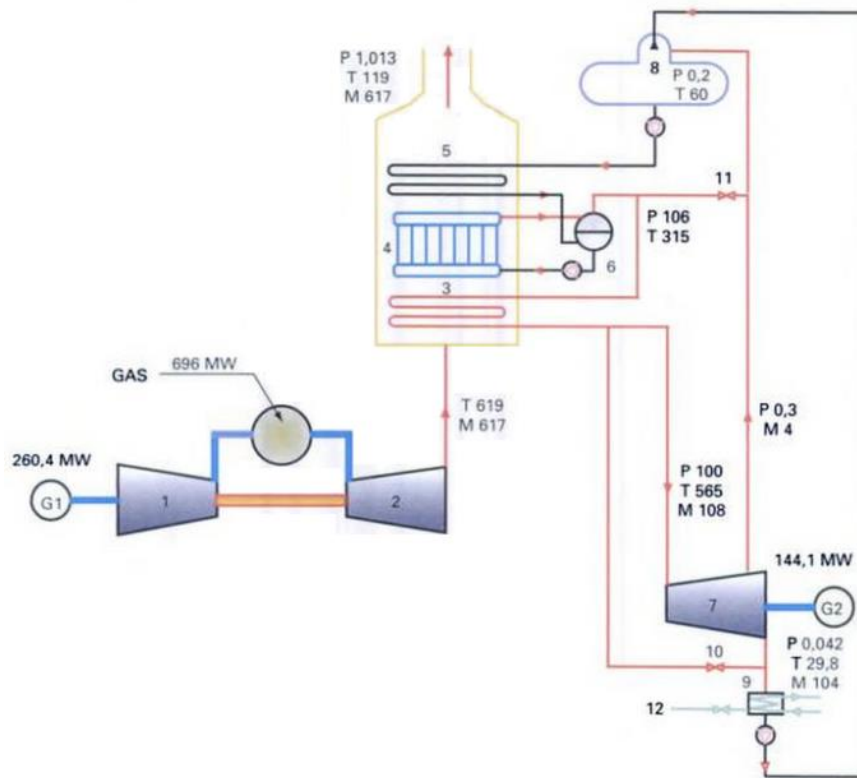 P 1,013
T 119
M 617
8
P 0,2
T 60
5
11
P 106
T 315
4
6
3
696 MW
GAS
T 619
M 617
P 0,3
M 4
260,4 MW
P 100
T 565
M 108
G1
1
2
144,1 MW
7
G2
P 0,042
10
T 29,8
9
M 104
12